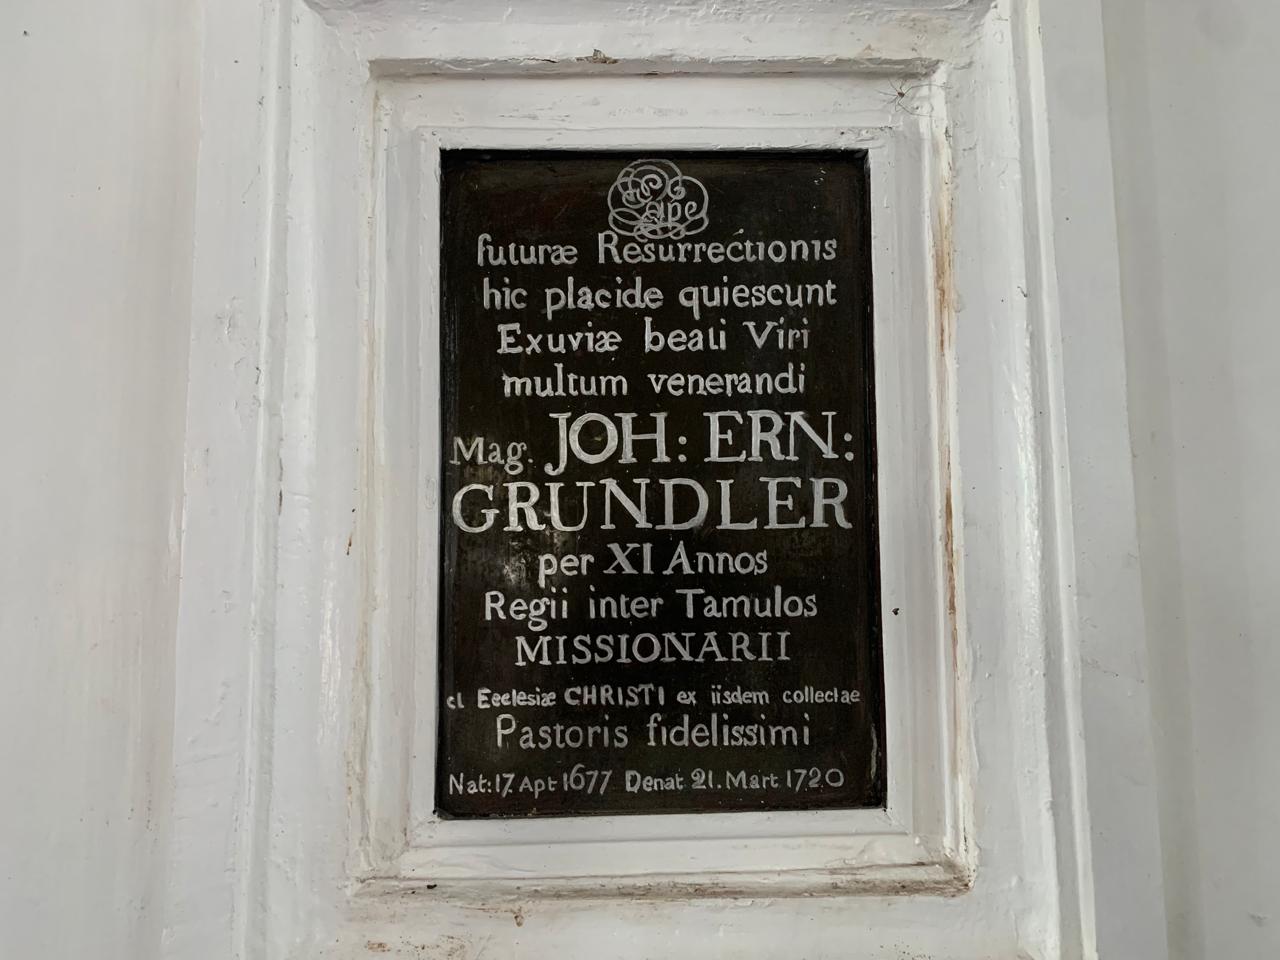 Spe
futuræ Resurrectionis
hic placide quiescunt
Exuviæ beati Viri
multum venerandi
Mag. JOH: ERN:
GRUNDLER
per XI Annos
Regii inter Tamulos
MISSIONARII
et Ecclesiæ CHRISTI ex iisdem collectae
Pastoris fidelissimi
Nat: 17. Apt 1677 Denat 21. Mart 1720